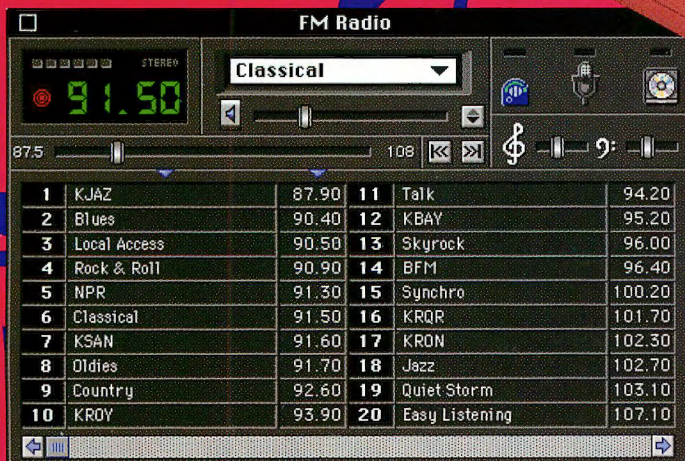 FM Radio
STEREO
91.50
Classical
87.5 108
1 KJAZ 87.90 11 Talk 94.20
2 Blues 90.40 12 KBAY 95.20
3 Local Access 90.50 13 Skyrock 96.00
4 Rock & Roll 90.90 14 BFM 96.40
5 NPR 91.30 15 Synchro 100.20
6 Classical 91.50 16 KRQR 101.70
7 KSAN 91.60 17 KRON 102.30
8 Oldies 91.70 18 Jazz 102.70
9 Country 92.60 19 Quiet Storm 103.10
10 KROY 93.90 20 Easy Listening 107.10